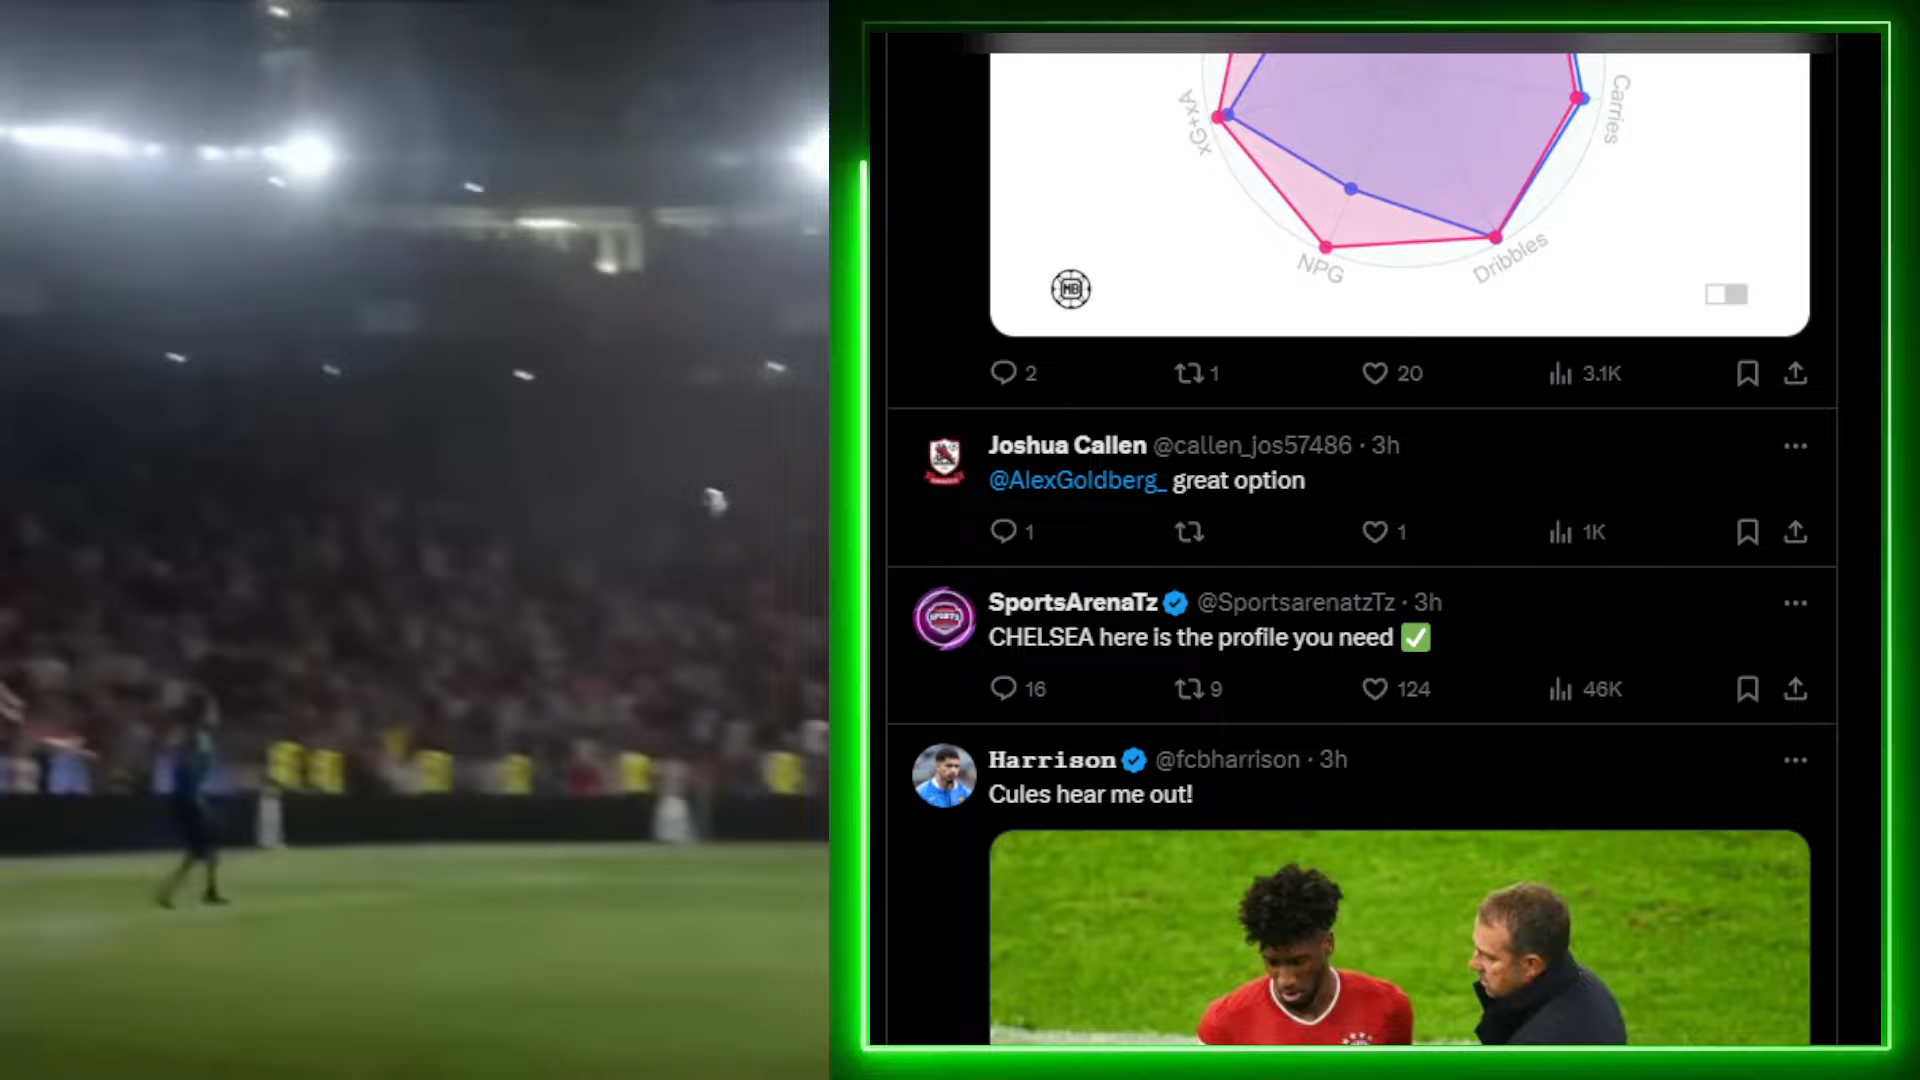 Carries
xG+xA
NPG
Dribbles
MB
2 1 20 3.1K
Joshua Callen @callen_jos57486 · 3h
@AlexGoldberg_ great option
1 1 1K
SportsArenaTz @SportsarenatzTz · 3h
CHELSEA here is the profile you need ✅
16 9 124 46K
Harrison @fcbharrison · 3h
Cules hear me out!